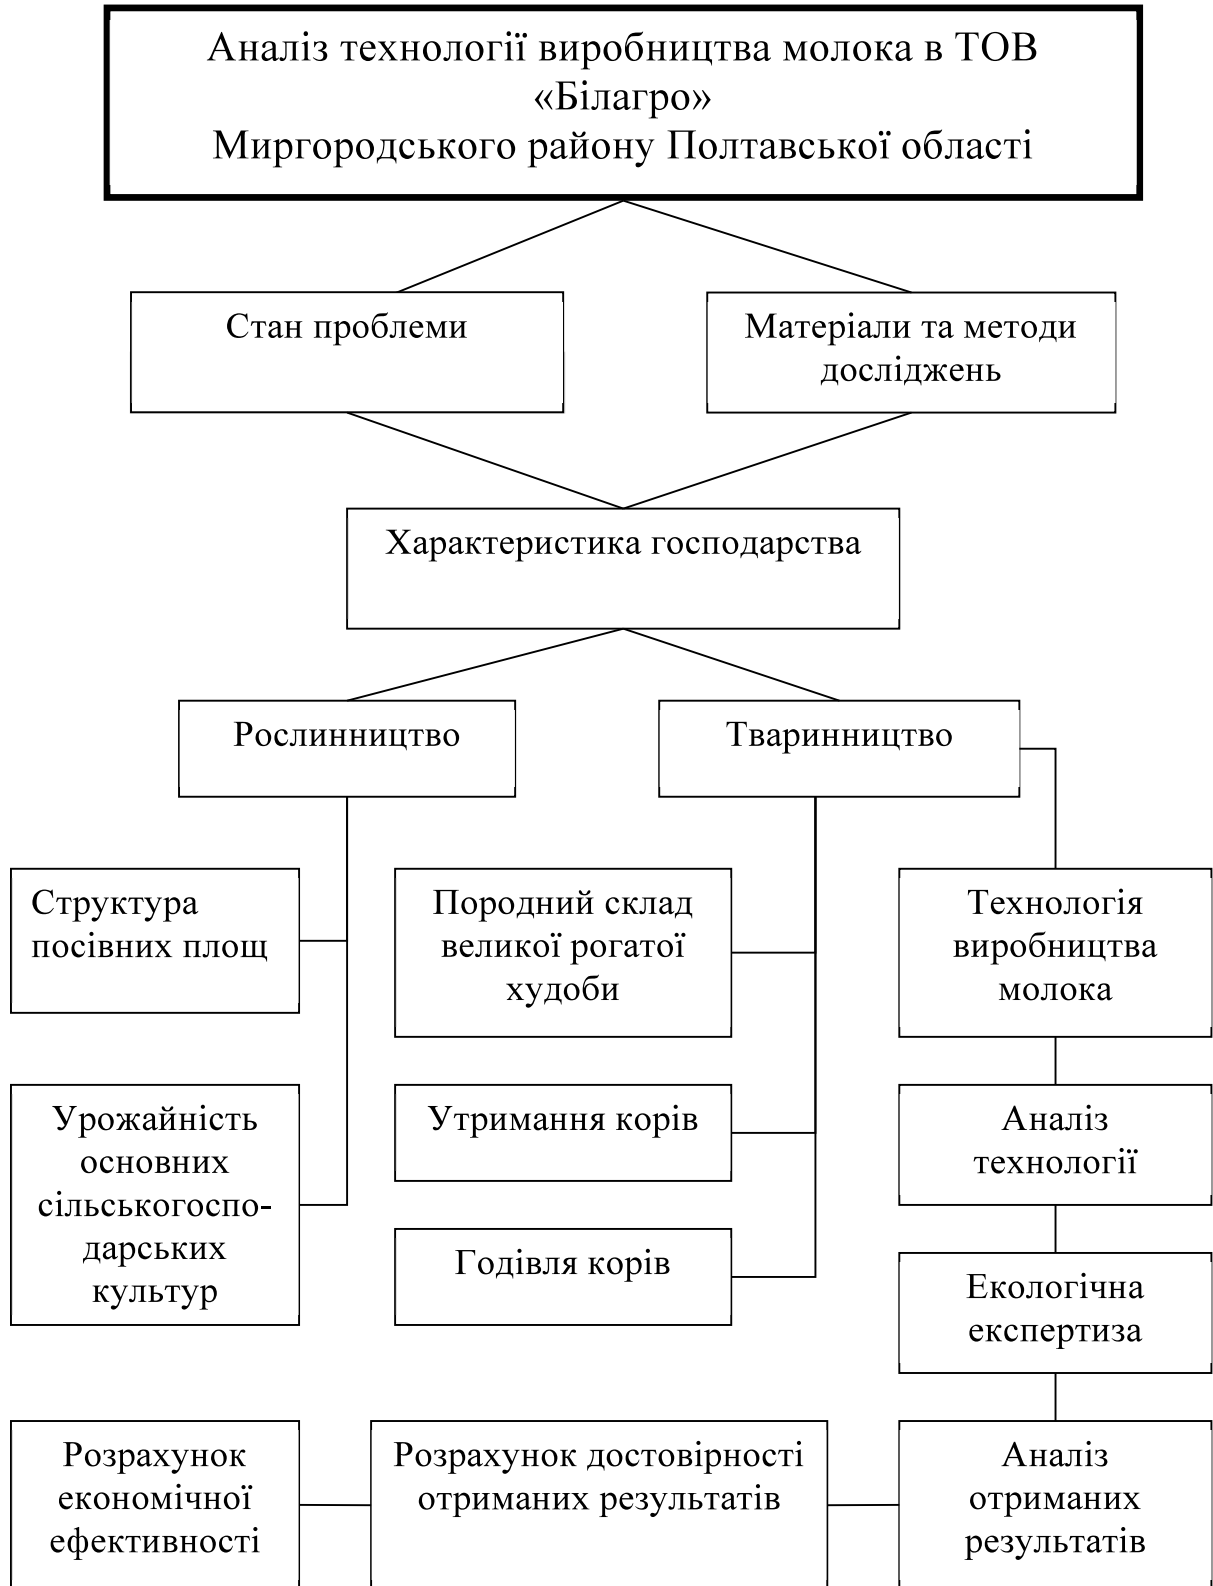 Аналіз технології виробництва молока в ТОВ
«Білагро»
Миргородського району Полтавської області
Стан проблеми
Матеріали та методи
досліджень
Характеристика господарства
Рослинництво
Тваринництво
Структура
посівних площ
Породний склад
великої рогатої
худоби
Технологія
виробництва
молока
Урожайність
основних
сільськогоспо-
дарських
культур
Утримання корів
Аналіз
технології
Годівля корів
Екологічна
експертиза
Розрахунок
економічної
ефективності
Розрахунок достовірності
отриманих результатів
Аналіз
отриманих
результатів